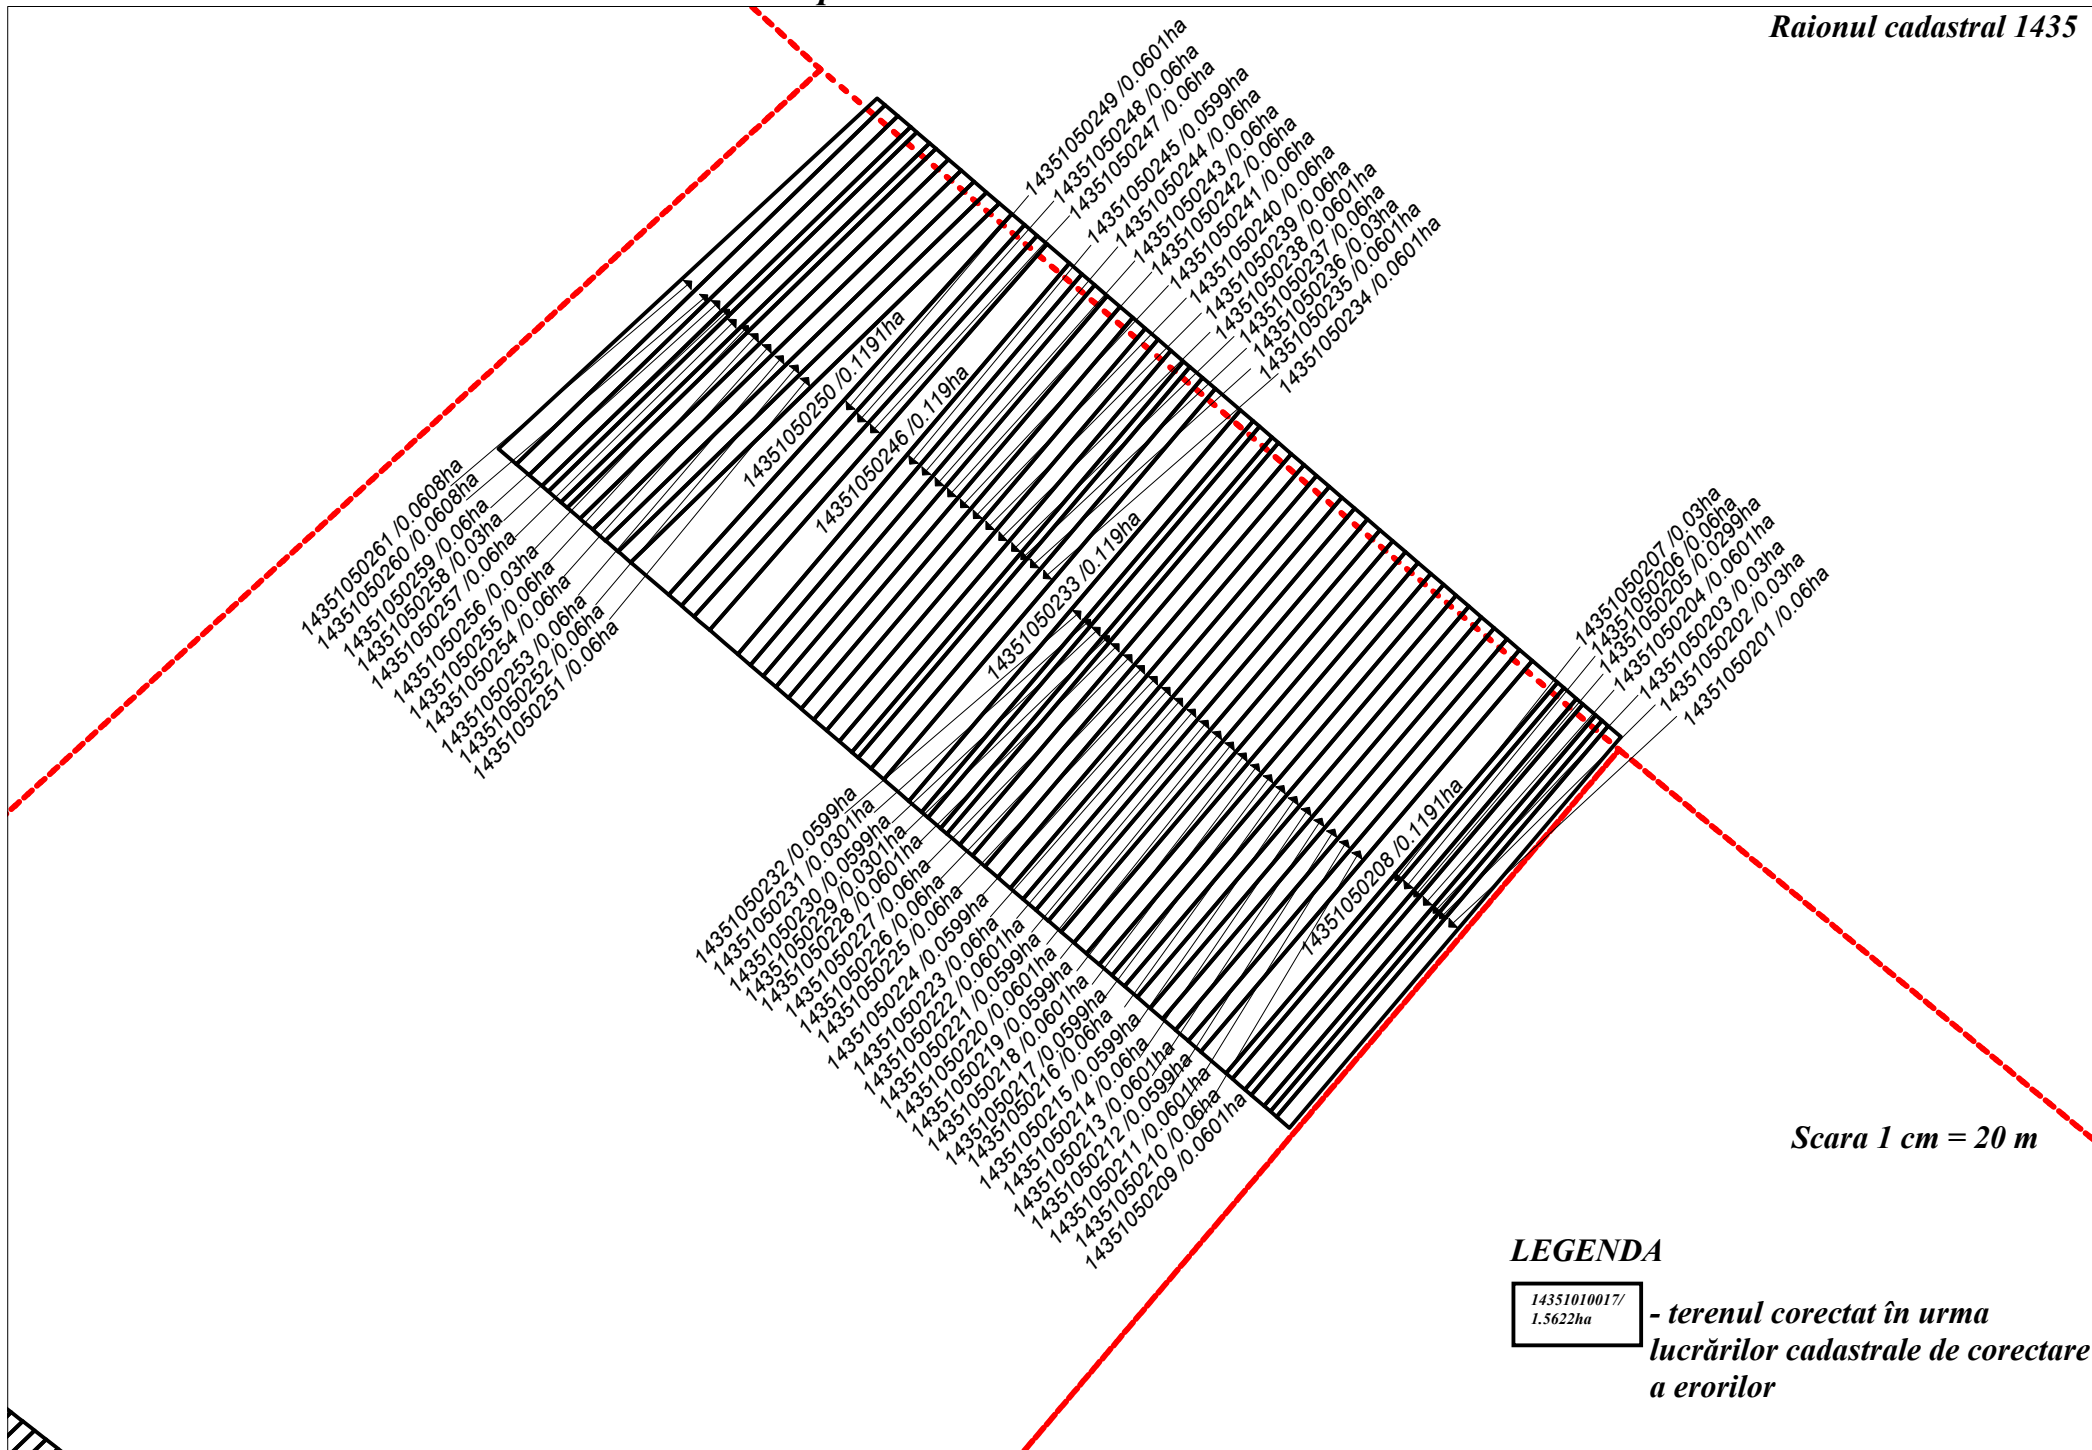 Raionul cadastral 1435
14351050249 /0.0601ha
14351050248 /0.06ha
14351050247 /0.06ha
14351050245 /0.0599ha
14351050244 /0.06ha
14351050243 /0.06ha
14351050242 /0.06ha
14351050241 /0.06ha
14351050240 /0.06ha
14351050239 /0.06ha
14351050238 /0.0601ha
14351050237 /0.06ha
14351050236 /0.03ha
14351050235 /0.0601ha
14351050234 /0.0601ha
14351050250 /0.1191ha
14351050246 /0.119ha
14351050233 /0.119ha
14351050208 /0.1191ha
14351050261 /0.0608ha
14351050260 /0.0608ha
14351050259 /0.06ha
14351050258 /0.03ha
14351050257 /0.06ha
14351050256 /0.03ha
14351050255 /0.06ha
14351050254 /0.06ha
14351050253 /0.06ha
14351050252 /0.06ha
14351050251 /0.06ha
14351050207 /0.03ha
14351050206 /0.06ha
14351050205 /0.0299ha
14351050204 /0.0601ha
14351050203 /0.03ha
14351050202 /0.03ha
14351050201 /0.06ha
14351050232 /0.0599ha
14351050231 /0.0301ha
14351050230 /0.0599ha
14351050229 /0.0301ha
14351050228 /0.0601ha
14351050227 /0.06ha
14351050226 /0.06ha
14351050225 /0.06ha
14351050224 /0.0599ha
14351050223 /0.06ha
14351050222 /0.0601ha
14351050221 /0.0599ha
14351050220 /0.0601ha
14351050219 /0.0599ha
14351050218 /0.0601ha
14351050217 /0.0599ha
14351050216 /0.06ha
14351050215 /0.0599ha
14351050214 /0.06ha
14351050213 /0.0601ha
14351050212 /0.0599ha
14351050211 /0.0601ha
14351050210 /0.06ha
14351050209 /0.0601ha
Scara 1 cm = 20 m
LEGENDA
14351010017/
1.5622ha
- terenul corectat în urma
lucrărilor cadastrale de corectare
a erorilor